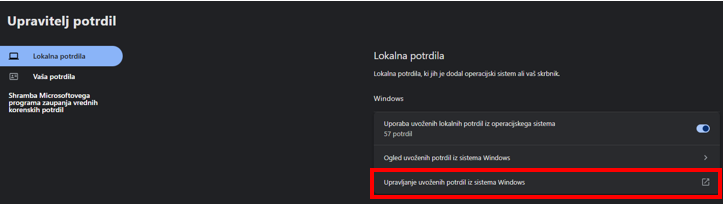 Upravitelj potrdil
Lokalna potrdila
Vaša potrdila
Shramba Microsoftovega
programa zaupanja vrednih
korenskih potrdil
Lokalna potrdila
Lokalna potrdila, ki jih je dodal operacijski sistem ali vaš skrbnik.
Windows
Uporaba uvoženih lokalnih potrdil iz operacijskega sistema
57 potrdil
Ogled uvoženih potrdil iz sistema Windows
Upravljanje uvoženih potrdil iz sistema Windows